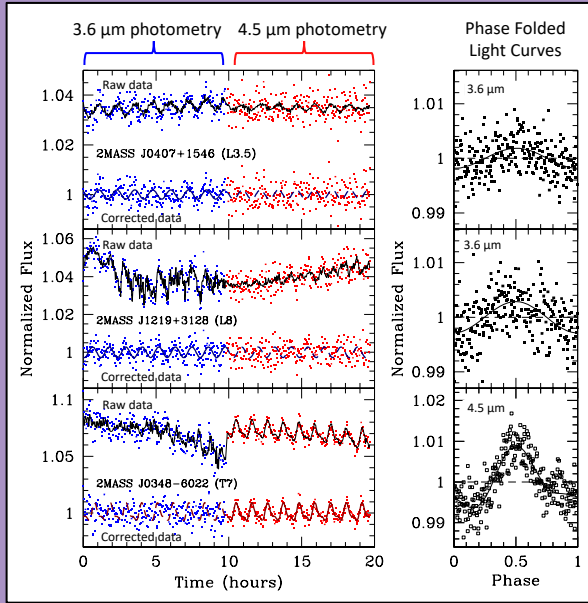 3.6 µm photometry
4.5 µm photometry
Phase Folded
Light Curves
Raw data
1.04
1.02
2MASS J0407+1546 (L3.5)
1
Corrected data
Normalized Flux
1.06
Raw data
1.04
1.02
2MASS J1219+3128 (L8)
1
Corrected data
Normalized Flux
1.1
Raw data
1.05
2MASS J0348-6022 (T7)
1
Corrected data
0
5
10
15
20
Time (hours)
1.01
3.6 µm
1
0.99
1.01
3.6 µm
1
0.99
Normalized Flux
1.02
4.5 µm
1.01
1
0.99
0
0.5
1
Phase